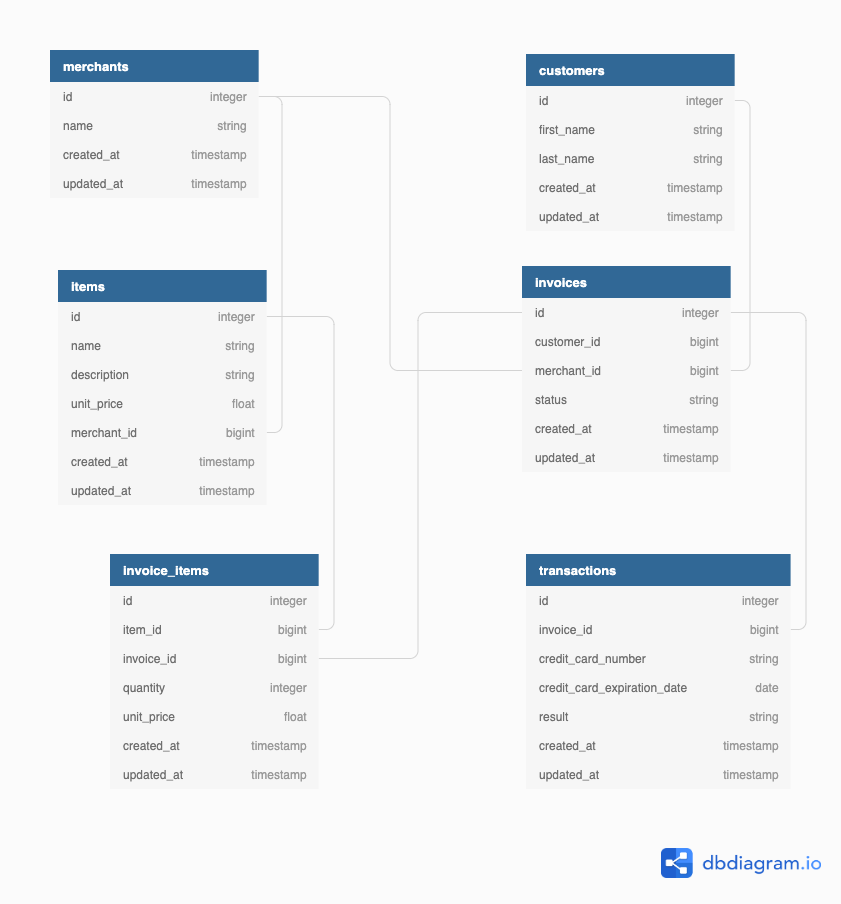 merchants
id integer
name string
created_at timestamp
updated_at timestamp
customers
id integer
first_name string
last_name string
created_at timestamp
updated_at timestamp
items
id integer
name string
description string
unit_price float
merchant_id bigint
created_at timestamp
updated_at timestamp
invoices
id integer
customer_id bigint
merchant_id bigint
status string
created_at timestamp
updated_at timestamp
invoice_items
id integer
item_id bigint
invoice_id bigint
quantity integer
unit_price float
created_at timestamp
updated_at timestamp
transactions
id integer
invoice_id bigint
credit_card_number string
credit_card_expiration_date date
result string
created_at timestamp
updated_at timestamp
dbdiagram.io